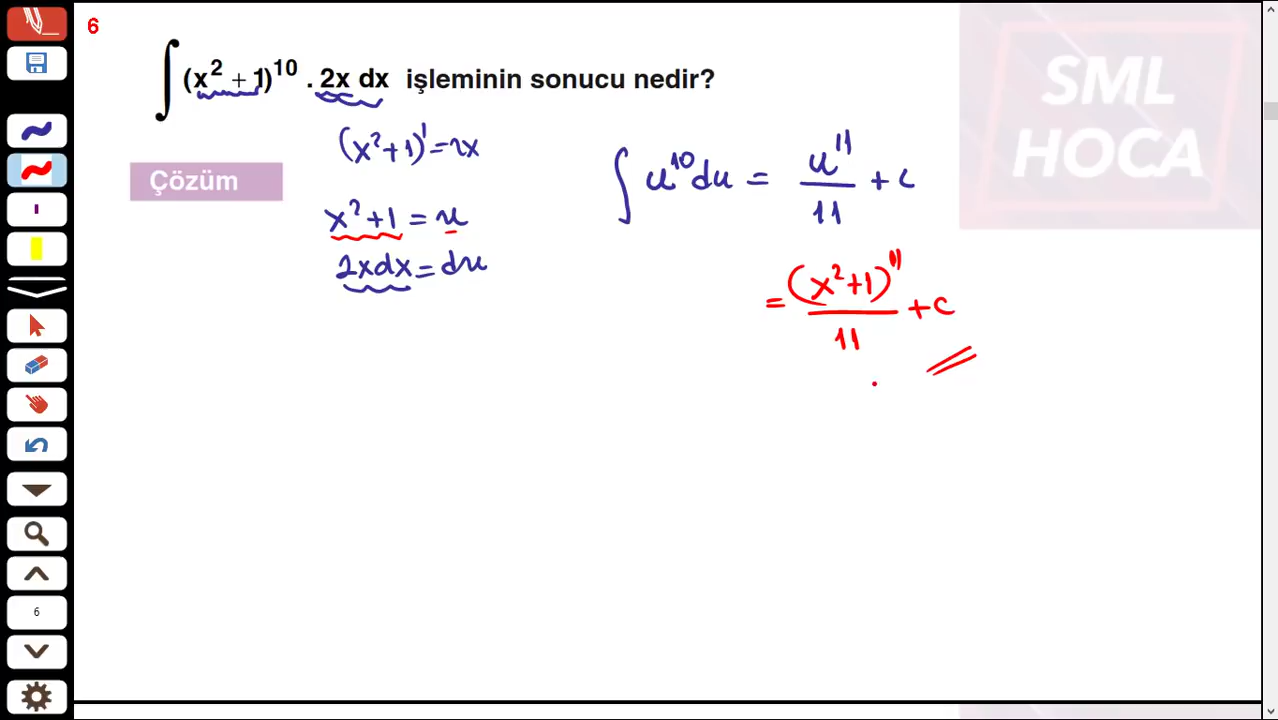 6
∫(x² + 1)¹⁰ . 2x dx işleminin sonucu nedir?
(x²+1)' = 2x
Çözüm
x²+1 = u
2xdx = du
∫u¹⁰du = u¹¹/11 + c
= (x²+1)¹¹/11 + c
SML
HOCA
6